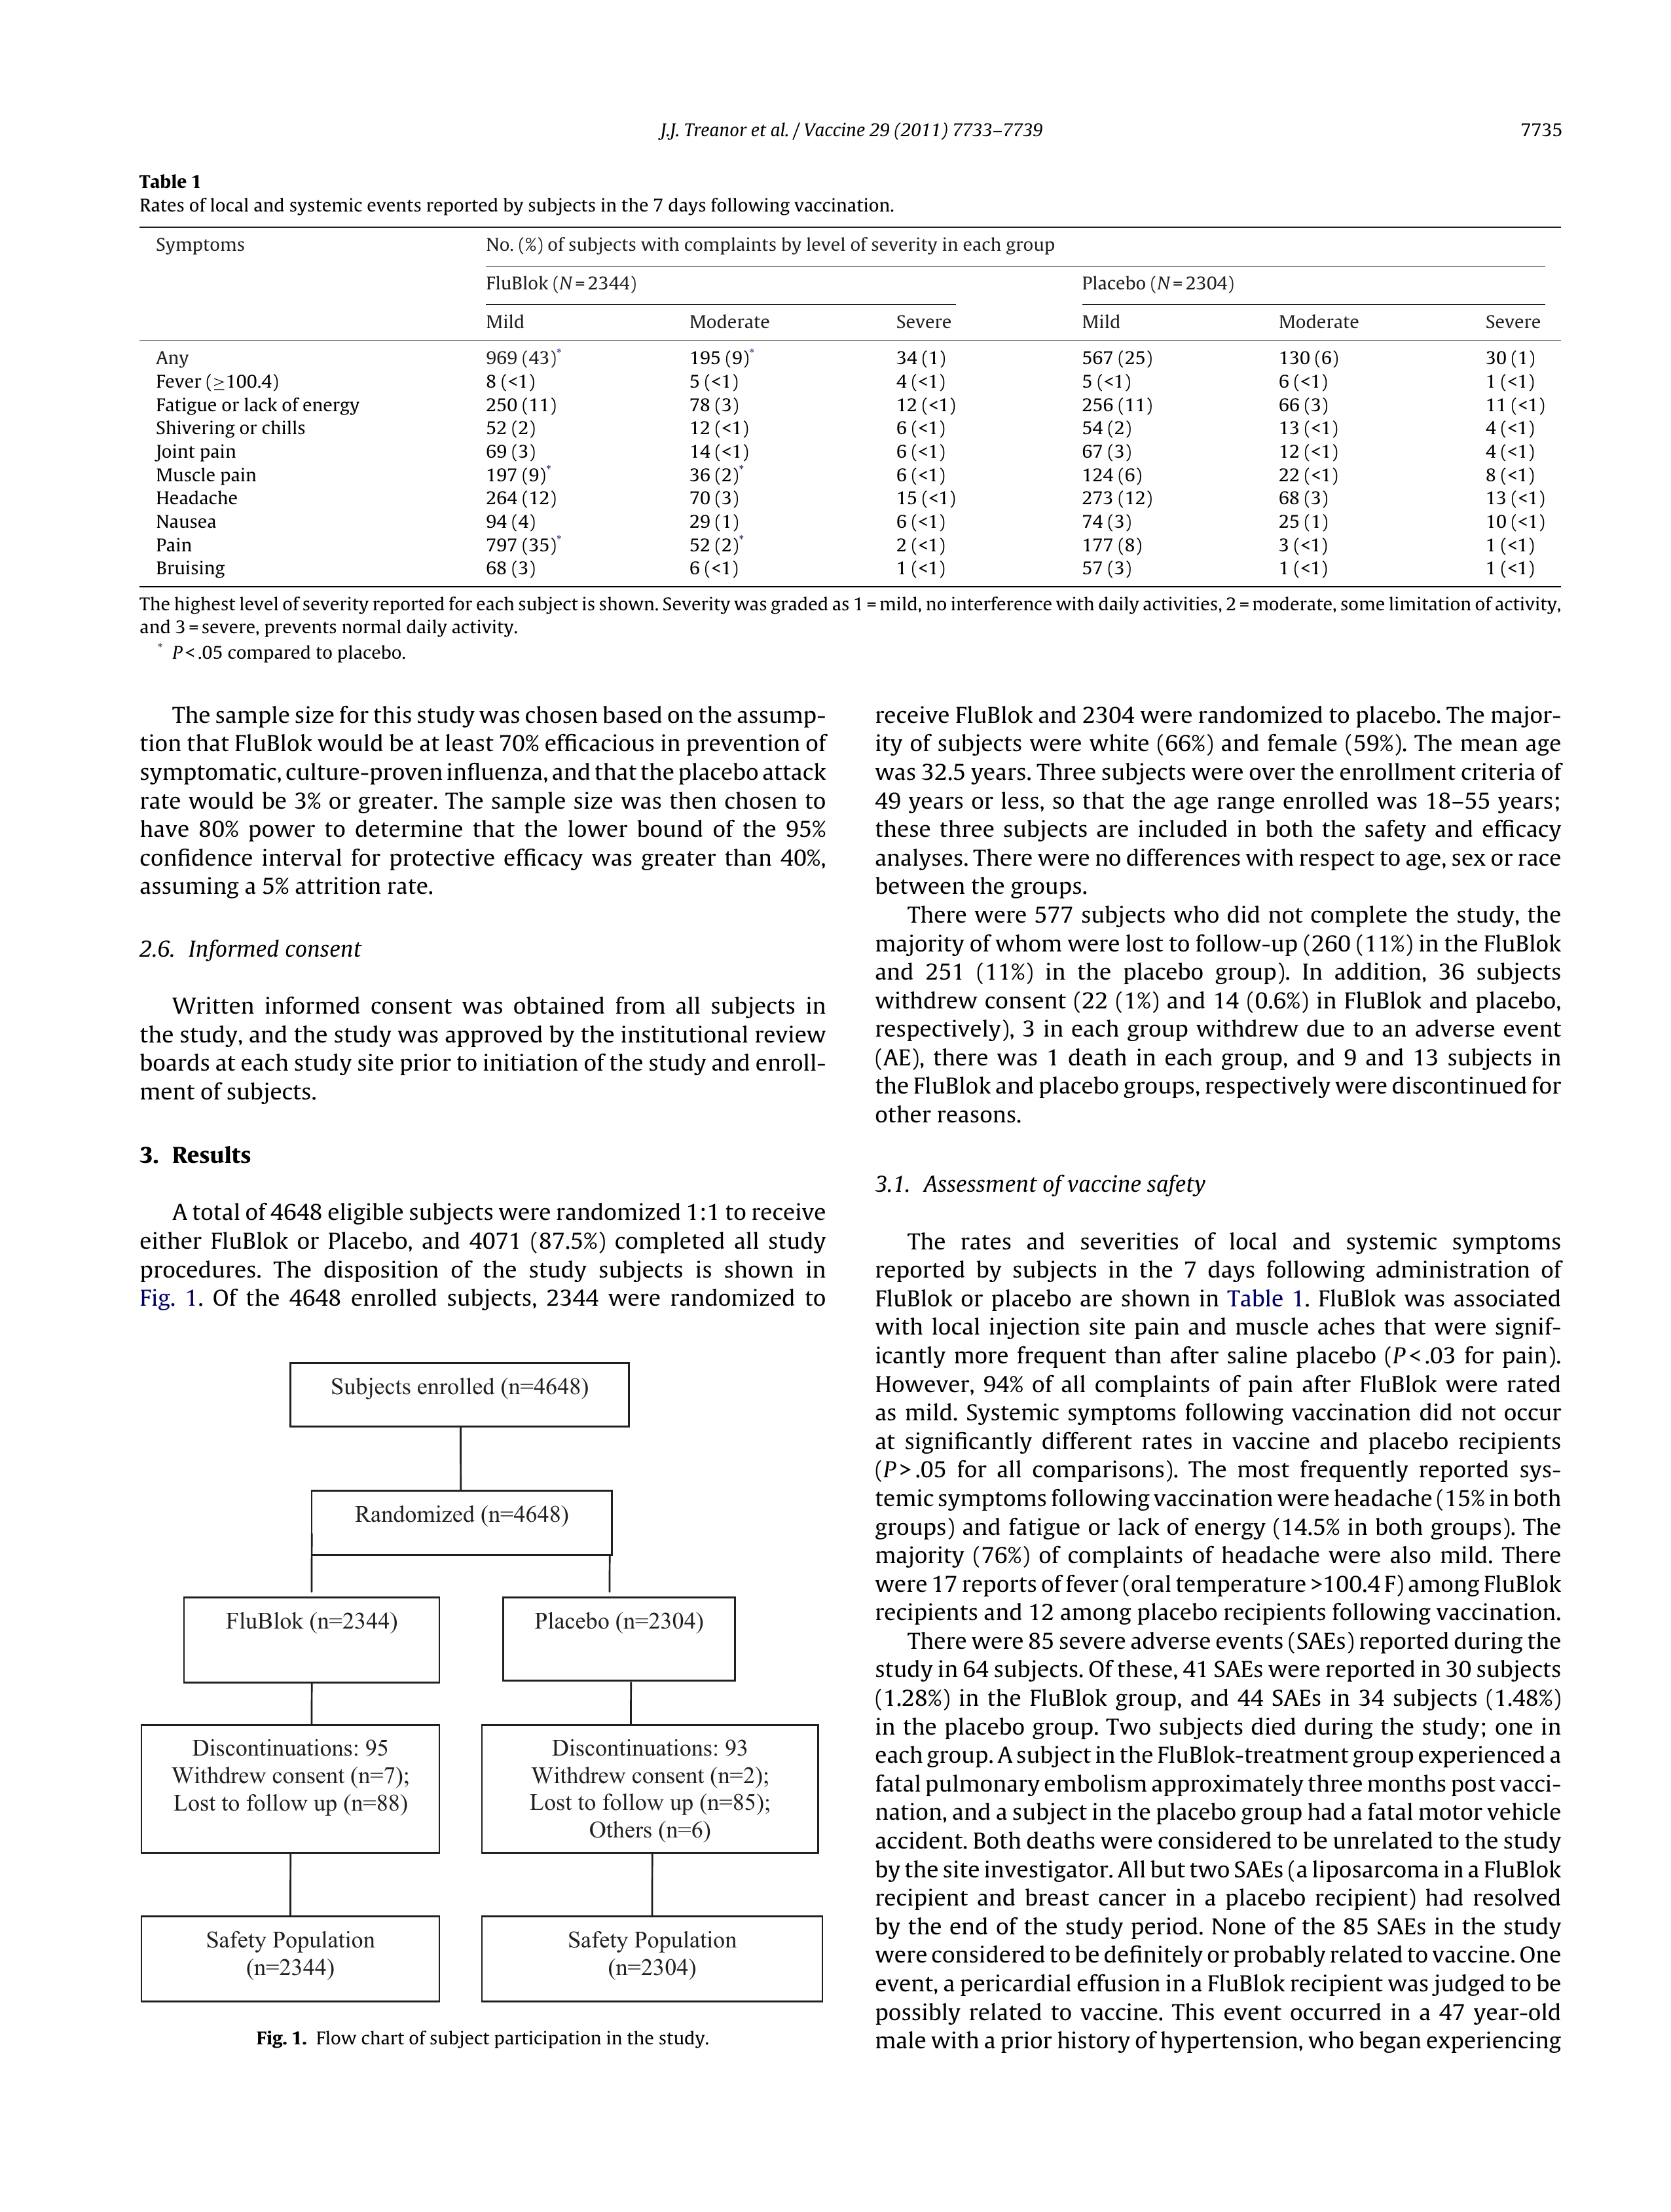 J.J. Treanor et al. / Vaccine 29 (2011) 7733–7739
7735
Table 1
Rates of local and systemic events reported by subjects in the 7 days following vaccination.
Symptoms No. (%) of subjects with complaints by level of severity in each group
FluBlok (N = 2344) Placebo (N = 2304)
Mild Moderate Severe Mild Moderate Severe
Any 969 (43)* 195 (9)* 34 (1) 567 (25) 130 (6) 30 (1)
Fever (≥100.4) 8 (<1) 5 (<1) 4 (<1) 5 (<1) 6 (<1) 1 (<1)
Fatigue or lack of energy 250 (11) 78 (3) 12 (<1) 256 (11) 66 (3) 11 (<1)
Shivering or chills 52 (2) 12 (<1) 6 (<1) 54 (2) 13 (<1) 4 (<1)
Joint pain 69 (3) 14 (<1) 6 (<1) 67 (3) 12 (<1) 4 (<1)
Muscle pain 197 (9)* 36 (2)* 6 (<1) 124 (6) 22 (<1) 8 (<1)
Headache 264 (12) 70 (3) 15 (<1) 273 (12) 68 (3) 13 (<1)
Nausea 94 (4) 29 (1) 6 (<1) 74 (3) 25 (1) 10 (<1)
Pain 797 (35)* 52 (2)* 2 (<1) 177 (8) 3 (<1) 1 (<1)
Bruising 68 (3) 6 (<1) 1 (<1) 57 (3) 1 (<1) 1 (<1)
The highest level of severity reported for each subject is shown. Severity was graded as 1 = mild, no interference with daily activities, 2 = moderate, some limitation of activity,
and 3 = severe, prevents normal daily activity.
* P < .05 compared to placebo.
The sample size for this study was chosen based on the assump-
tion that FluBlok would be at least 70% efficacious in prevention of
symptomatic, culture-proven influenza, and that the placebo attack
rate would be 3% or greater. The sample size was then chosen to
have 80% power to determine that the lower bound of the 95%
confidence interval for protective efficacy was greater than 40%,
assuming a 5% attrition rate.
2.6. Informed consent
Written informed consent was obtained from all subjects in
the study, and the study was approved by the institutional review
boards at each study site prior to initiation of the study and enroll-
ment of subjects.
3. Results
A total of 4648 eligible subjects were randomized 1:1 to receive
either FluBlok or Placebo, and 4071 (87.5%) completed all study
procedures. The disposition of the study subjects is shown in
Fig. 1. Of the 4648 enrolled subjects, 2344 were randomized to
Subjects enrolled (n=4648)
Randomized (n=4648)
FluBlok (n=2344)
Placebo (n=2304)
Discontinuations: 95
Withdrew consent (n=7);
Lost to follow up (n=88)
Discontinuations: 93
Withdrew consent (n=2);
Lost to follow up (n=85);
Others (n=6)
Safety Population
(n=2344)
Safety Population
(n=2304)
Fig. 1. Flow chart of subject participation in the study.
receive FluBlok and 2304 were randomized to placebo. The major-
ity of subjects were white (66%) and female (59%). The mean age
was 32.5 years. Three subjects were over the enrollment criteria of
49 years or less, so that the age range enrolled was 18–55 years;
these three subjects are included in both the safety and efficacy
analyses. There were no differences with respect to age, sex or race
between the groups.
There were 577 subjects who did not complete the study, the
majority of whom were lost to follow-up (260 (11%) in the FluBlok
and 251 (11%) in the placebo group). In addition, 36 subjects
withdrew consent (22 (1%) and 14 (0.6%) in FluBlok and placebo,
respectively), 3 in each group withdrew due to an adverse event
(AE), there was 1 death in each group, and 9 and 13 subjects in
the FluBlok and placebo groups, respectively were discontinued for
other reasons.
3.1. Assessment of vaccine safety
The rates and severities of local and systemic symptoms
reported by subjects in the 7 days following administration of
FluBlok or placebo are shown in Table 1. FluBlok was associated
with local injection site pain and muscle aches that were signif-
icantly more frequent than after saline placebo (P < .03 for pain).
However, 94% of all complaints of pain after FluBlok were rated
as mild. Systemic symptoms following vaccination did not occur
at significantly different rates in vaccine and placebo recipients
(P > .05 for all comparisons). The most frequently reported sys-
temic symptoms following vaccination were headache (15% in both
groups) and fatigue or lack of energy (14.5% in both groups). The
majority (76%) of complaints of headache were also mild. There
were 17 reports of fever (oral temperature >100.4 F) among FluBlok
recipients and 12 among placebo recipients following vaccination.
There were 85 severe adverse events (SAEs) reported during the
study in 64 subjects. Of these, 41 SAEs were reported in 30 subjects
(1.28%) in the FluBlok group, and 44 SAEs in 34 subjects (1.48%)
in the placebo group. Two subjects died during the study; one in
each group. A subject in the FluBlok-treatment group experienced a
fatal pulmonary embolism approximately three months post vacci-
nation, and a subject in the placebo group had a fatal motor vehicle
accident. Both deaths were considered to be unrelated to the study
by the site investigator. All but two SAEs (a liposarcoma in a FluBlok
recipient and breast cancer in a placebo recipient) had resolved
by the end of the study period. None of the 85 SAEs in the study
were considered to be definitely or probably related to vaccine. One
event, a pericardial effusion in a FluBlok recipient was judged to be
possibly related to vaccine. This event occurred in a 47 year-old
male with a prior history of hypertension, who began experiencing